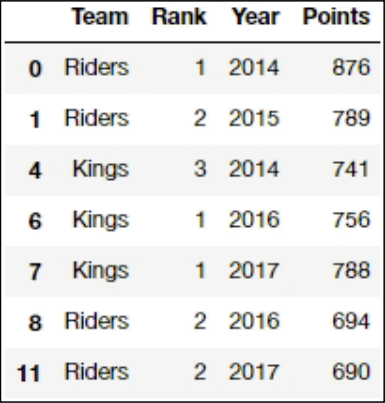 Team Rank Year Points
0 Riders 1 2014 876
1 Riders 2 2015 789
4 Kings 3 2014 741
6 Kings 1 2016 756
7 Kings 1 2017 788
8 Riders 2 2016 694
11 Riders 2 2017 690